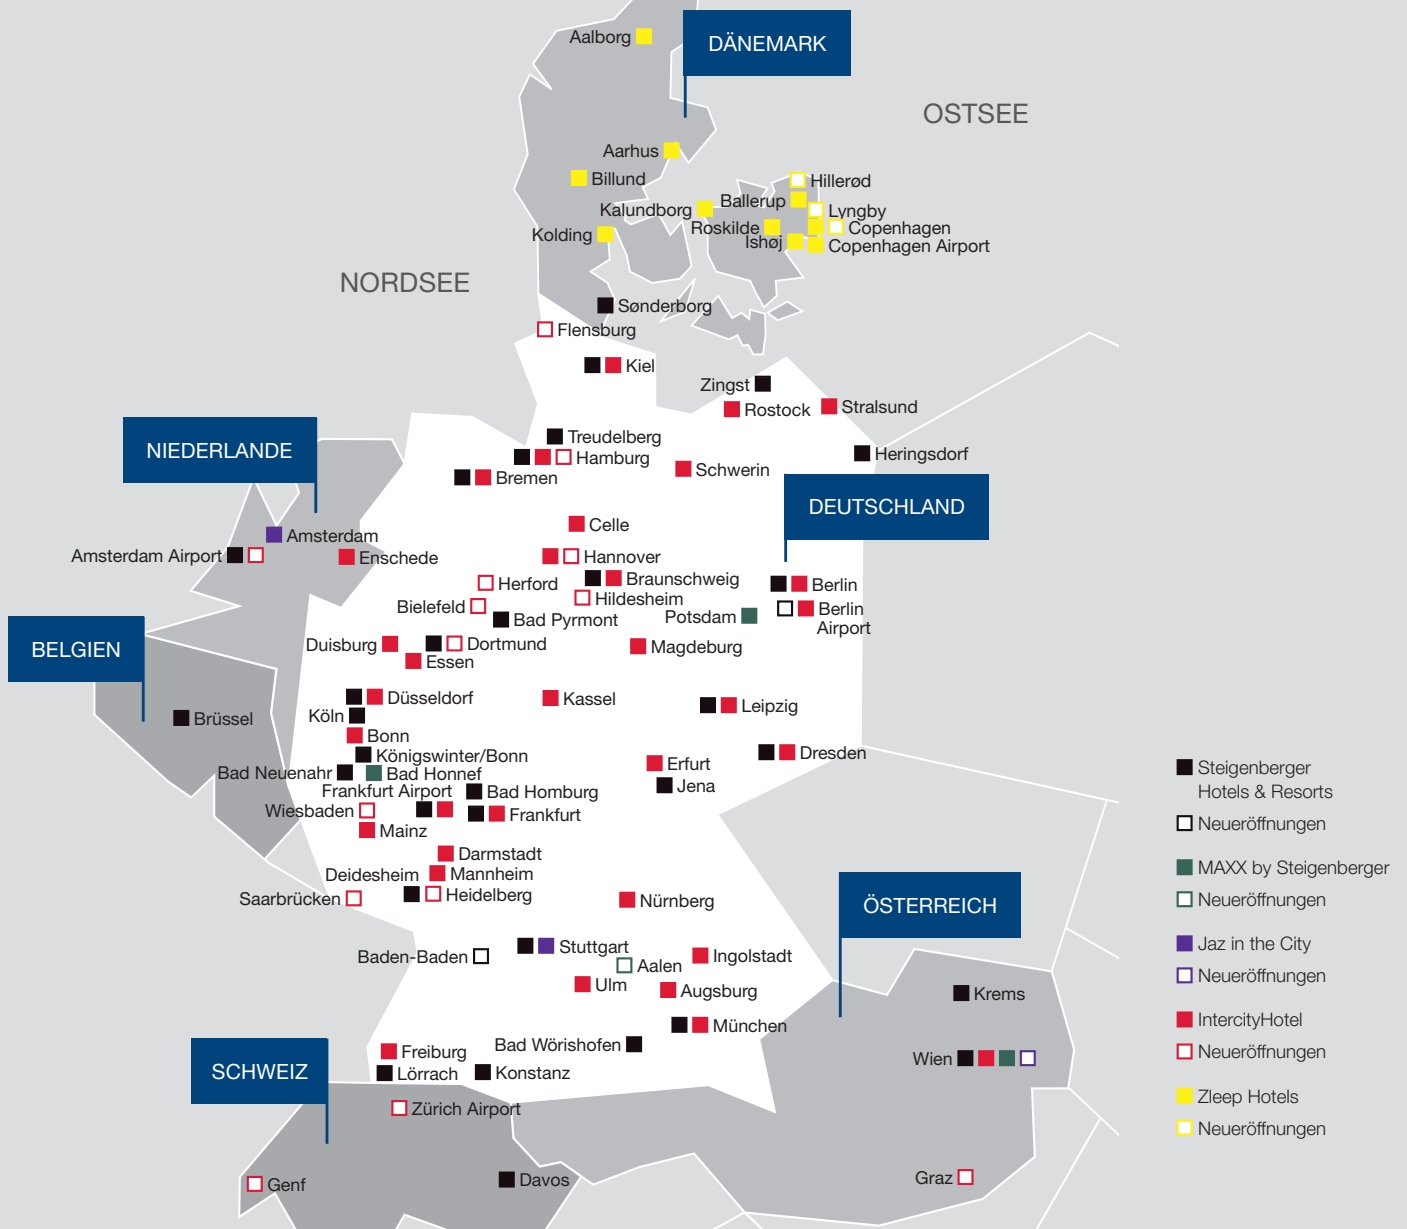 Aalborg
DÄNEMARK
OSTSEE
Aarhus
Billund
Hillerød
Ballerup
Kalundborg
Lyngby
Roskilde
Copenhagen
Kolding
Ishøj
Copenhagen Airport
NORDSEE
Sønderborg
Flensburg
Kiel
Zingst
Rostock
Stralsund
Treudelberg
NIEDERLANDE
Hamburg
Heringsdorf
Schwerin
Bremen
DEUTSCHLAND
Celle
Amsterdam
Amsterdam Airport
Enschede
Hannover
Braunschweig
Herford
Berlin
Hildesheim
Bielefeld
Berlin
Airport
Potsdam
Bad Pyrmont
Duisburg
Dortmund
Magdeburg
BELGIEN
Essen
Düsseldorf
Kassel
Leipzig
Köln
Brüssel
Bonn
Königswinter/Bonn
Dresden
Erfurt
Bad Neuenahr
Bad Honnef
Jena
Frankfurt Airport
Bad Homburg
Wiesbaden
Frankfurt
Mainz
Darmstadt
Deidesheim
Mannheim
Heidelberg
Saarbrücken
Nürnberg
ÖSTERREICH
Stuttgart
Baden-Baden
Ingolstadt
Aalen
Ulm
Augsburg
Krems
München
Bad Wörishofen
Freiburg
Wien
Lörrach
Konstanz
SCHWEIZ
Zürich Airport
Graz
Davos
Genf
Steigenberger
Hotels & Resorts
Neueröffnungen
MAXX by Steigenberger
Neueröffnungen
Jaz in the City
Neueröffnungen
IntercityHotel
Neueröffnungen
Zleep Hotels
Neueröffnungen